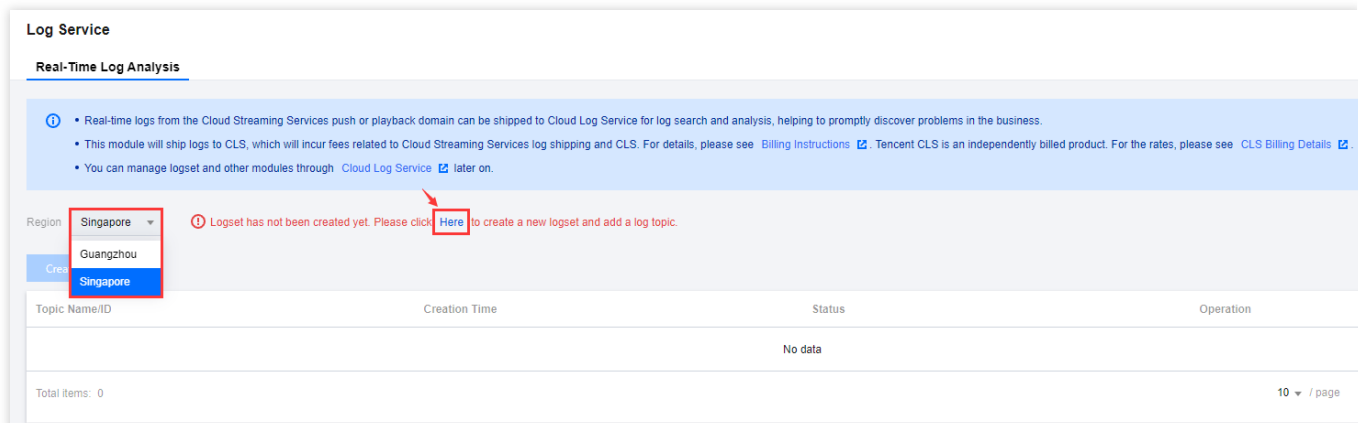 Log Service
Real-Time Log Analysis
• Real-time logs from the Cloud Streaming Services push or playback domain can be shipped to Cloud Log Service for log search and analysis, helping to promptly discover problems in the business.
• This module will ship logs to CLS, which will incur fees related to Cloud Streaming Services log shipping and CLS. For details, please see Billing Instructions. Tencent CLS is an independently billed product. For the rates, please see CLS Billing Details.
• You can manage logset and other modules through Cloud Log Service later on.
Region Singapore Logset has not been created yet. Please click Here to create a new logset and add a log topic.
Guangzhou
Singapore
Topic Name/ID Creation Time Status Operation
No data
Total items: 0 10 / page